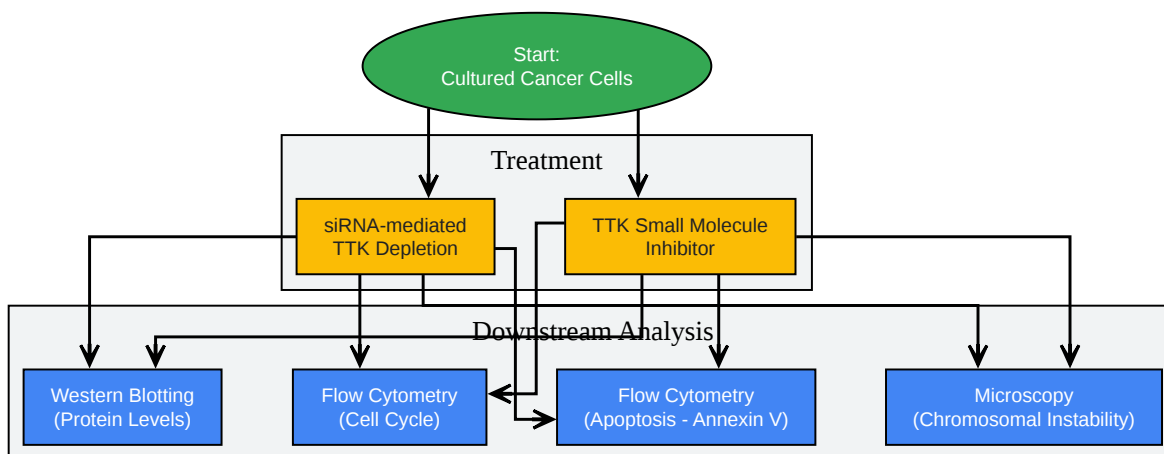 Start:
Cultured Cancer Cells
Treatment
siRNA-mediated
TTK Depletion
TTK Small Molecule
Inhibitor
Downstream Analysis
Western Blotting
(Protein Levels)
Flow Cytometry
(Cell Cycle)
Flow Cytometry
(Apoptosis - Annexin V)
Microscopy
(Chromosomal Instability)